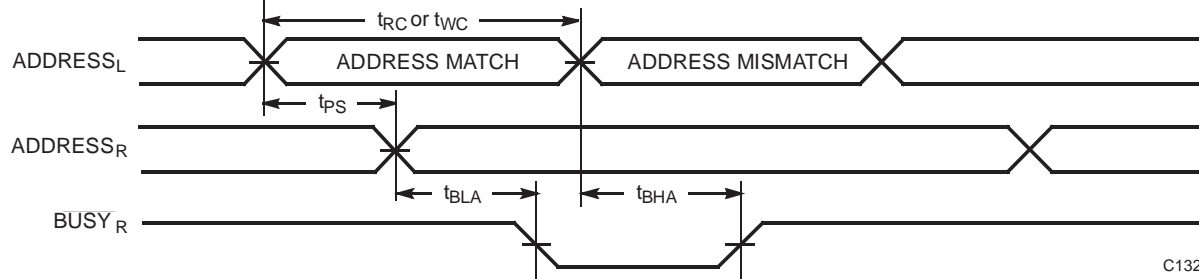 tRC or tWC
ADDRESSL
ADDRESS MATCH
ADDRESS MISMATCH
tPS
ADDRESSR
tBLA
tBHA
BUSYR
C132